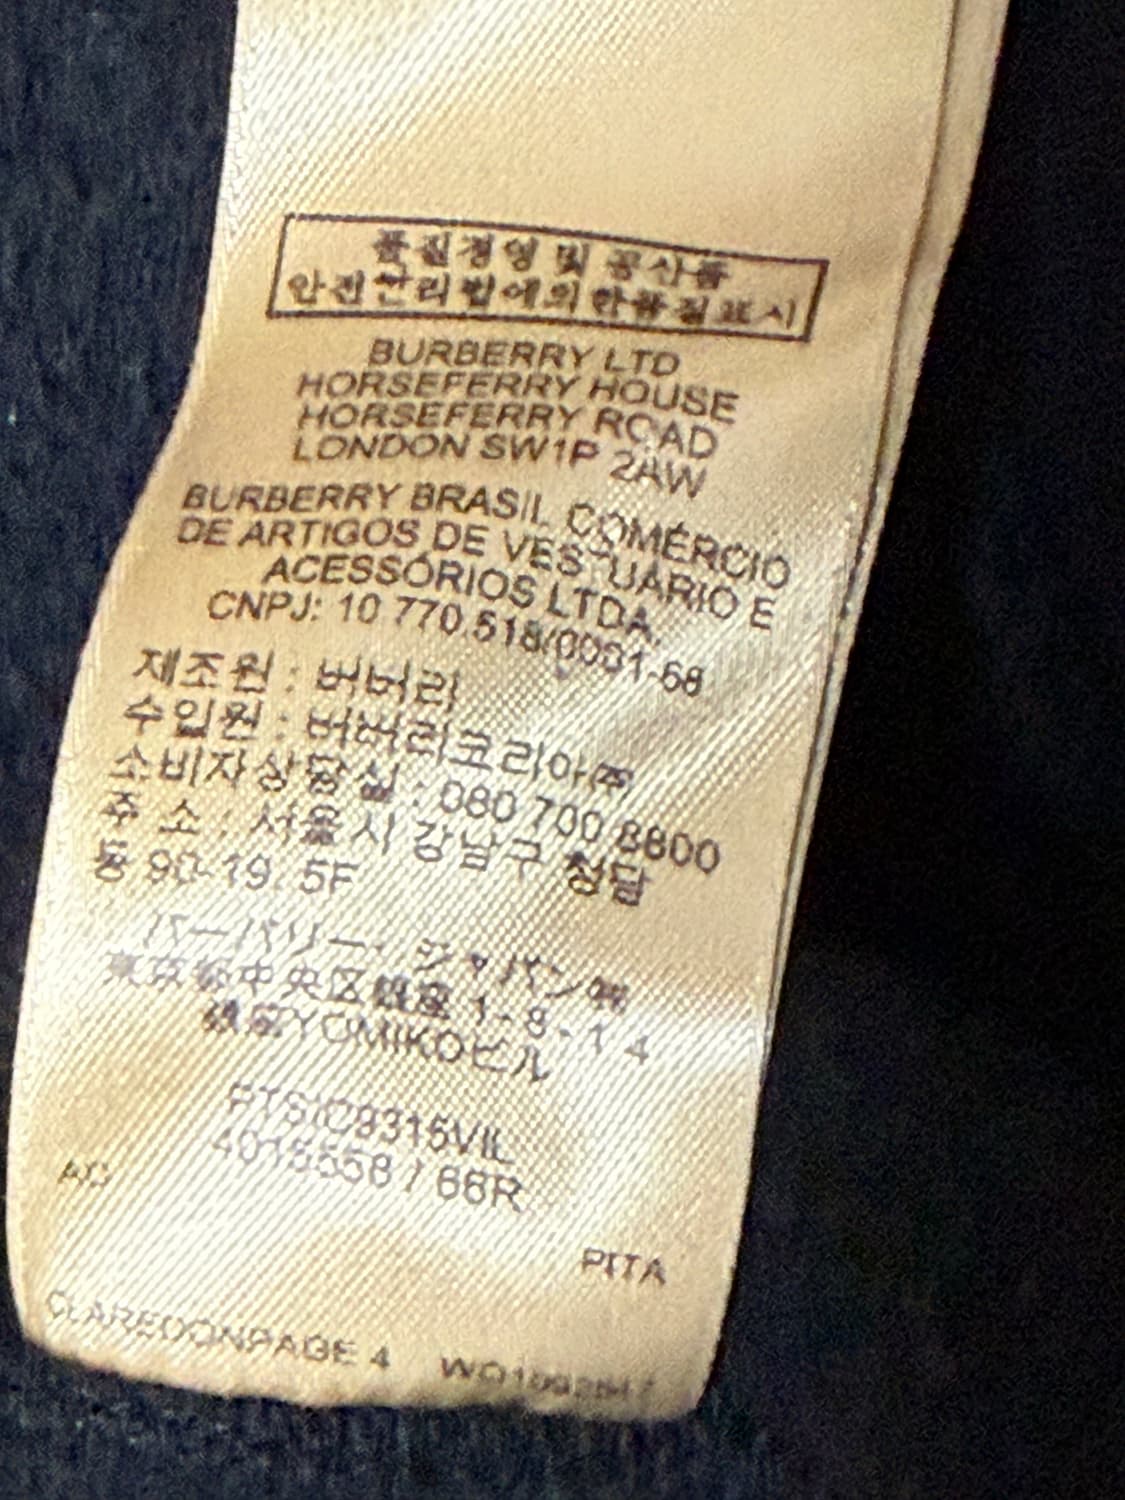 품질경영 및 공산품
안전관리법에의한품질표시
BURBERRY LTD
HORSEFERRY HOUSE
HORSEFERRY ROAD
LONDON SW1P 2AW
BURBERRY BRASIL COMÉRCIO
DE ARTIGOS DE VESTUÁRIO E
ACESSÓRIOS LTDA.
CNPJ: 10.770.518/0001-68
제조원 : 버버리
수입원 : 버버리코리아㈜
소비자상담실 : 080 700 8800
주 소 : 서울시 강남구 청담
동 90-19. 5F
バーバリー・ジャパン㈱
東京都中央区銀座 1-8-14
銀座YOMIKOビル
4015558 / 66R
PITA
CLAREDONPAGE 4